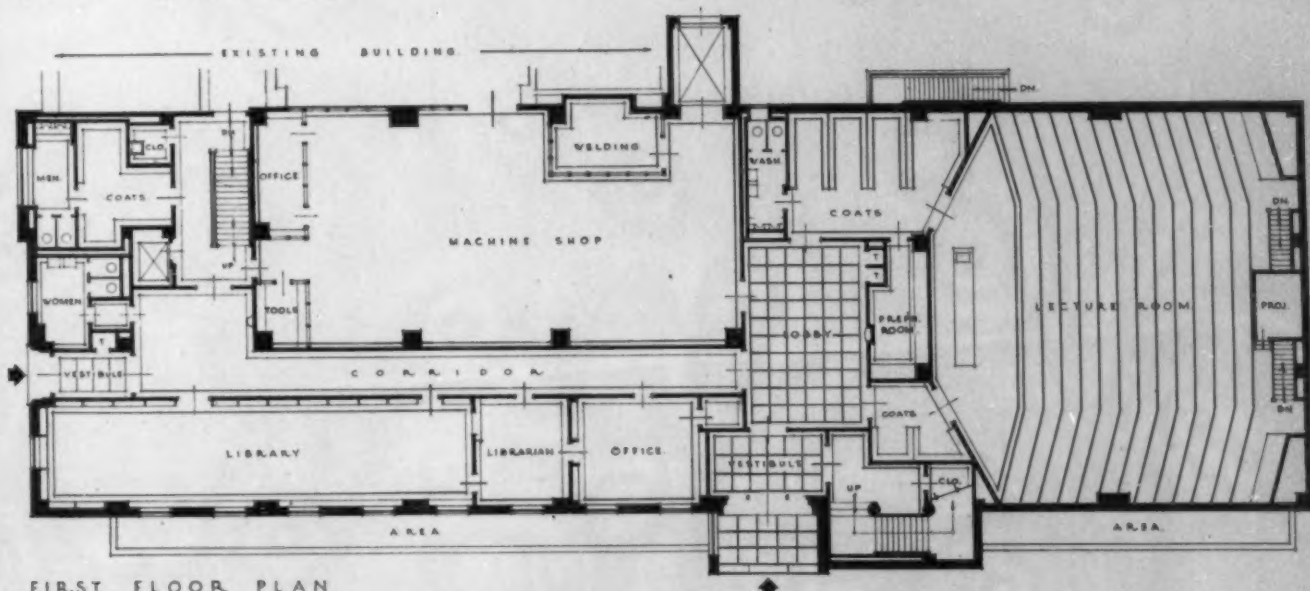 EXISTING BUILDING
DN.
DN
CLO.
WELDING
MEN.
OFFICE
WASH.
COATS
COATS
DN.
MACHINE SHOP
UP
WOMEN
TOOLS
T
T
LECTURE ROOM
PROJ.
LOBBY
PREP'N.
ROOM
T
VESTIBULE
CORRIDOR
COATS
DN
LIBRARY
LIBRARIAN
OFFICE
VESTIBULE
UP
CLO.
AREA
AREA
FIRST FLOOR PLAN